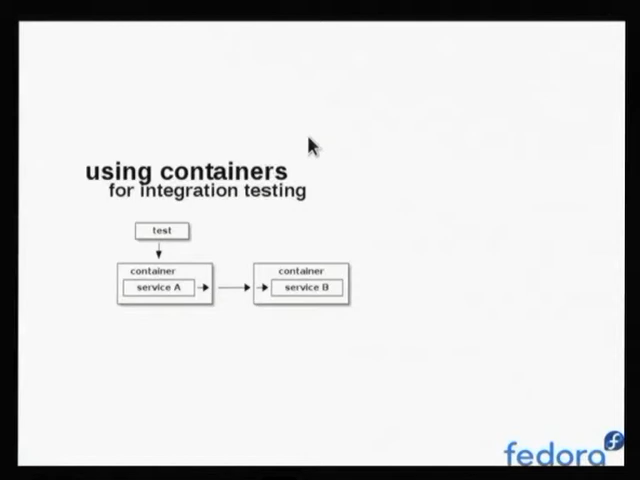 using containers
for integration testing
test
container
container
service A
service B
fedora